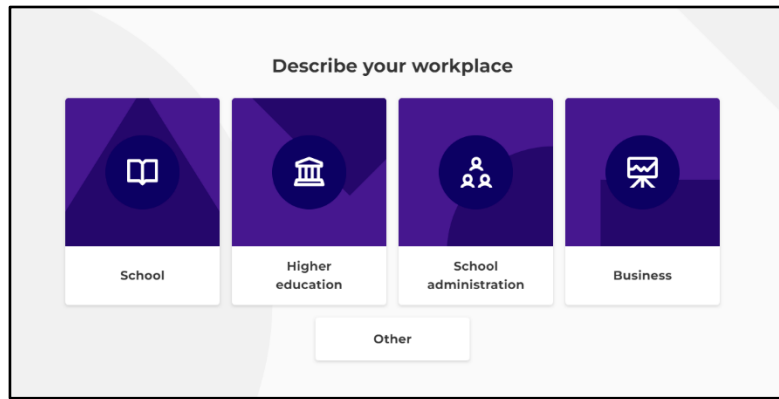 Describe your workplace
School
Higher
education
School
administration
Business
Other